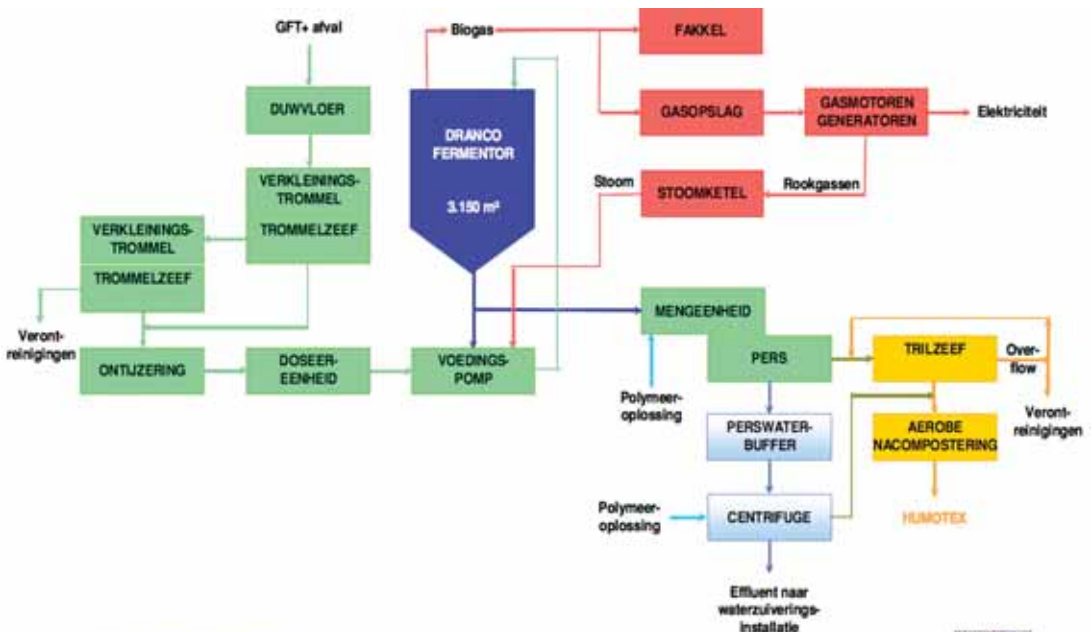 GFT+ afval
Biogas
FAKKEL
DUWVLOER
DRANCO
FERMENTOR
3.150 m³
GASOPSLAG
GASMOTOREN
GENERATOREN
Elektriciteit
VERKLEININGS-
TROMMEL
TROMMELZEEF
Stoom
STOOMKETEL
Rookgassen
VERKLEININGS-
TROMMEL
TROMMELZEEF
Veront-
reinigingen
MENGEENHEID
ONTIJZERING
DOSEER-
EENHEID
VOEDINGS-
POMP
PERS
TRILZEEF
Over-
flow
Polymeer-
oplossing
Veront-
reinigingen
PERSWATER-
BUFFER
AEROBE
NACOMPOSTERING
Polymeer-
oplossing
CENTRIFUGE
HUMOTEX
Effluent naar
waterzuiverings-
installatie